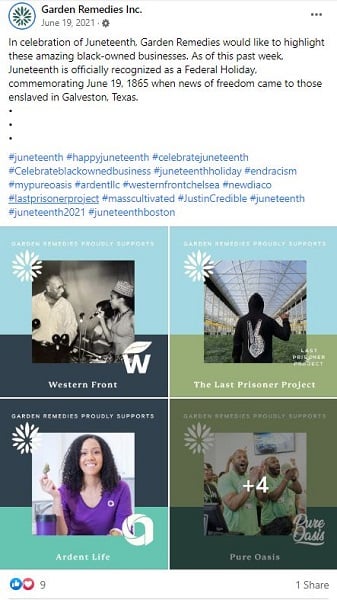 Garden Remedies Inc.
June 19, 2021 ·
In celebration of Juneteenth, Garden Remedies would like to highlight
these amazing black-owned businesses. As of this past week,
Juneteenth is officially recognized as a Federal Holiday,
commemorating June 19, 1865 when news of freedom came to those
enslaved in Galveston, Texas.
•
•
•
#juneteenth #happyjuneteenth #celebratejuneteenth
#Celebrateblackownedbusiness #juneteenthholiday #endracism
#mypureoasis #ardentllc #westernfrontchelsea #newdiaco
#lastprisonerproject #masscultivated #JustinCredible #juneteenth
#juneteenth2021 #juneteenthboston
GARDEN REMEDIES PROUDLY SUPPORTS
W
Western Front
GARDEN REMEDIES PROUDLY SUPPORTS
LAST
PRISONER
PROJECT
The Last Prisoner Project
GARDEN REMEDIES PROUDLY SUPPORTS
Ardent Life
GARDEN REMEDIES PROUDLY SUPPORTS
+4
Pure
Oasis
Pure Oasis
9
1 Share